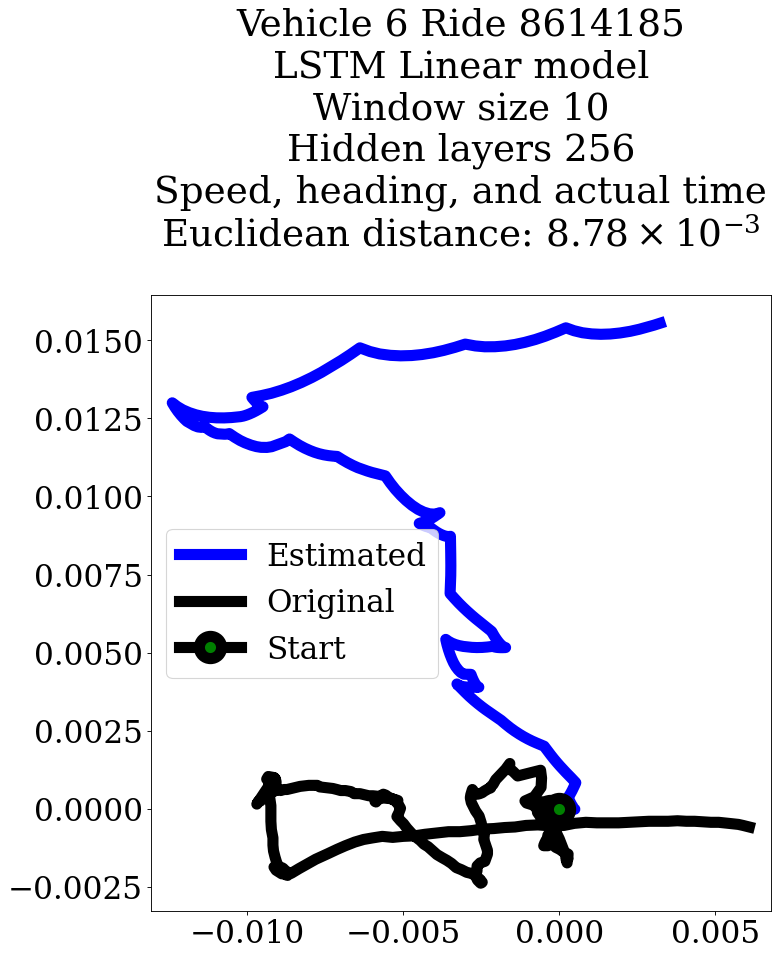 Vehicle 6 Ride 8614185
LSTM Linear model
Window size 10
Hidden layers 256
Speed, heading, and actual time
Euclidean distance: 8.78 × 10⁻³
0.0150
0.0125
0.0100
0.0075
0.0050
0.0025
0.0000
−0.0025
Estimated
Original
Start
−0.010
−0.005
0.000
0.005